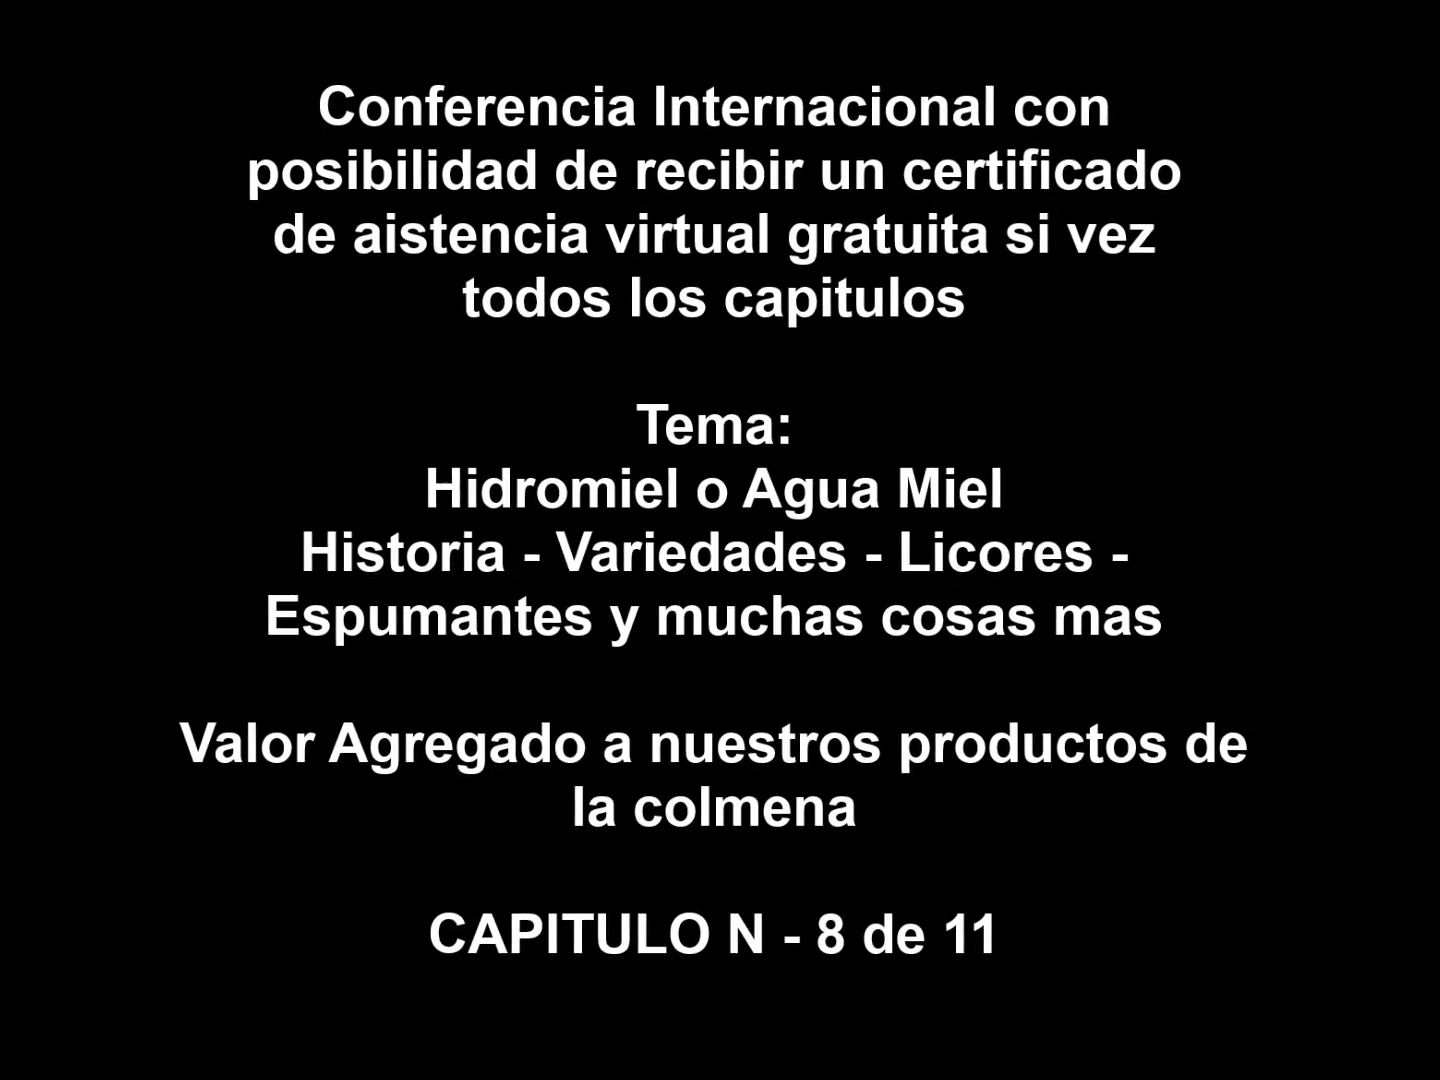 Conferencia Internacional con
posibilidad de recibir un certificado
de aistencia virtual gratuita si vez
todos los capitulos
Tema:
Hidromiel o Agua Miel
Historia - Variedades - Licores -
Espumantes y muchas cosas mas
Valor Agregado a nuestros productos de
la colmena
CAPITULO N - 8 de 11